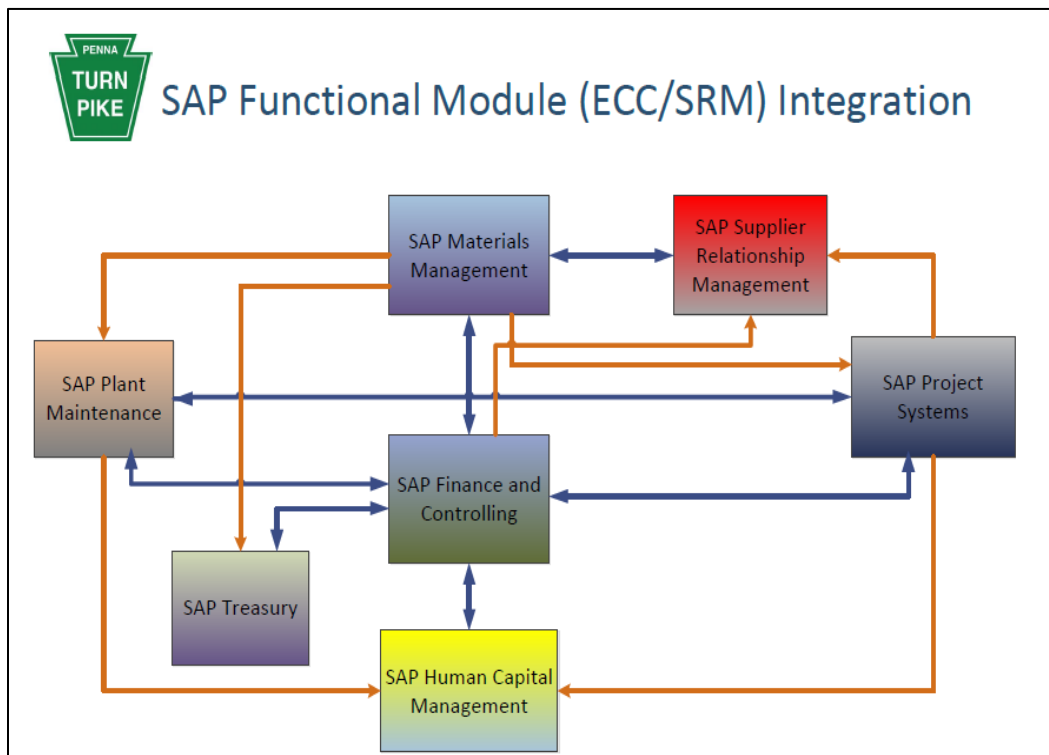 PENNA
TURN
PIKE
SAP Functional Module (ECC/SRM) Integration
SAP Materials
Management
SAP Supplier
Relationship
Management
SAP Plant
Maintenance
SAP Project
Systems
SAP Finance and
Controlling
SAP Treasury
SAP Human Capital
Management